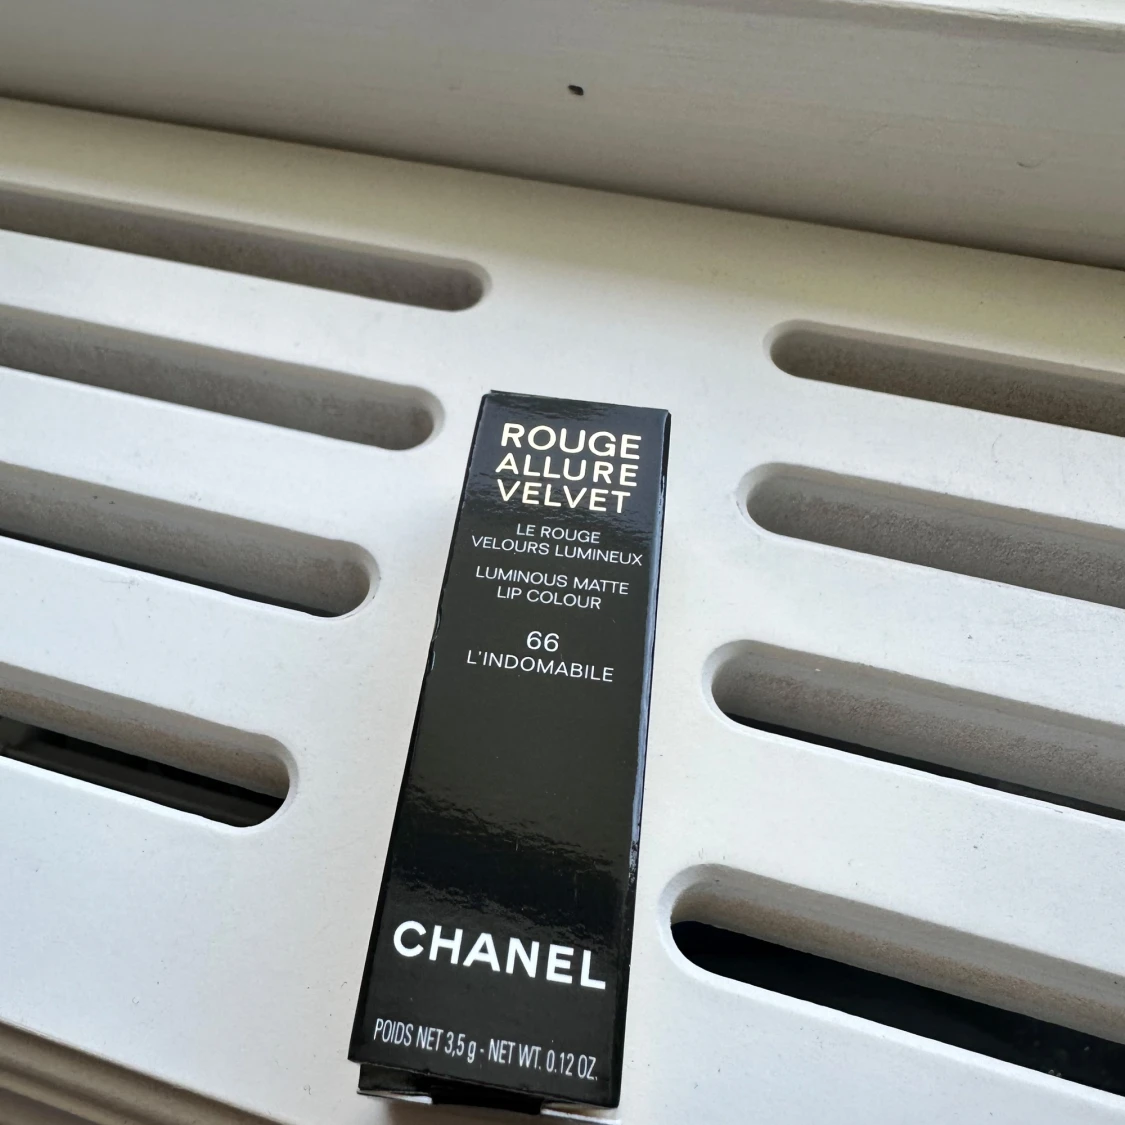 ROUGE
ALLURE
VELVET
LE ROUGE
VELOURS LUMINEUX
LUMINOUS MATTE
LIP COLOUR
66
L'INDOMABILE
CHANEL
POIDS NET 3,5 g - NET WT. 0.12 OZ.